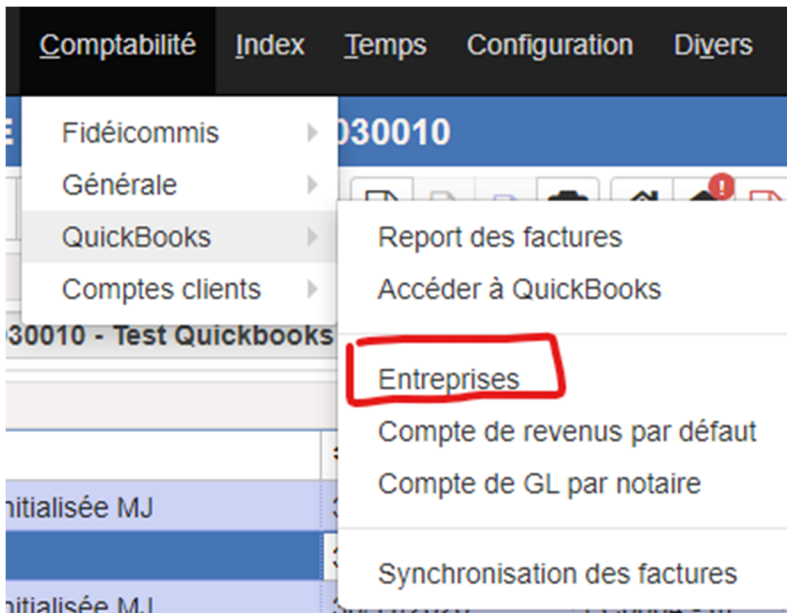 Comptabilité Index Temps Configuration Divers
Fidéicommis
030010
Générale
QuickBooks
Report des factures
Comptes clients
Accéder à QuickBooks
30010 - Test Quickbooks
Entreprises
Compte de revenus par défaut
Compte de GL par notaire
nitialisée MJ
Synchronisation des factures
nitialisée MJ